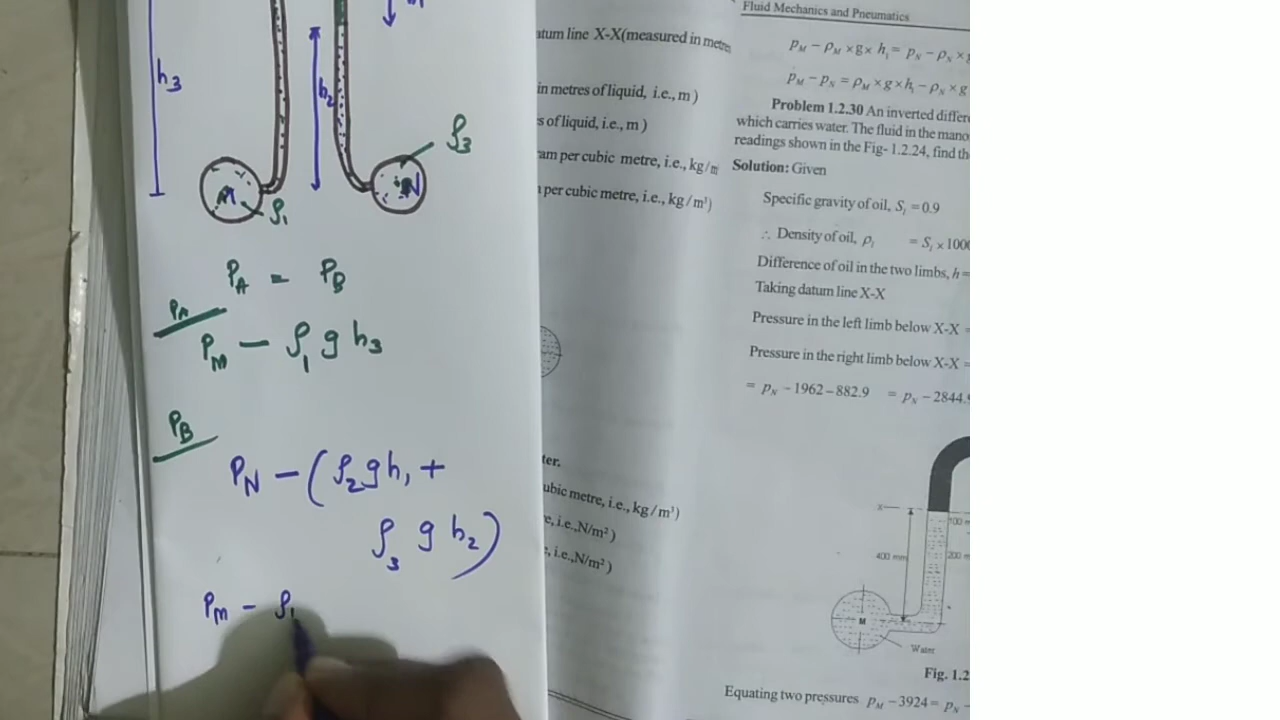 h3
h2
ρ3
M
N
ρ1
PA = PB
PA
PM - ρ1 g h3
PB
PN - (ρ2 g h1 +
ρ3 g h2)
PM - ρ1
atum line X-X(measured in metres
in metres of liquid, i.e., m )
s of liquid, i.e., m )
ram per cubic metre, i.e., kg/m
per cubic metre, i.e., kg/m³)
ter.
ubic metre, i.e., kg/m³)
e, i.e.,N/m²)
, i.e.,N/m²)
Fluid Mechanics and Pneumatics
pM – ρM × g × h1 = pN – ρN × g
pM – pN = ρM × g × h1 – ρN × g
Problem 1.2.30 An inverted differ
which carries water. The fluid in the mano
readings shown in the Fig- 1.2.24, find th
Solution: Given
Specific gravity of oil, Sl = 0.9
∴ Density of oil, ρl = Sl × 1000
Difference of oil in the two limbs, h =
Taking datum line X-X
Pressure in the left limb below X-X =
Pressure in the right limb below X-X =
= pN – 1962 – 882.9 = pN – 2844.9
X
100 m
400 mm
200 m
M
Water
Fig. 1.2
Equating two pressures pM – 3924 = pN –